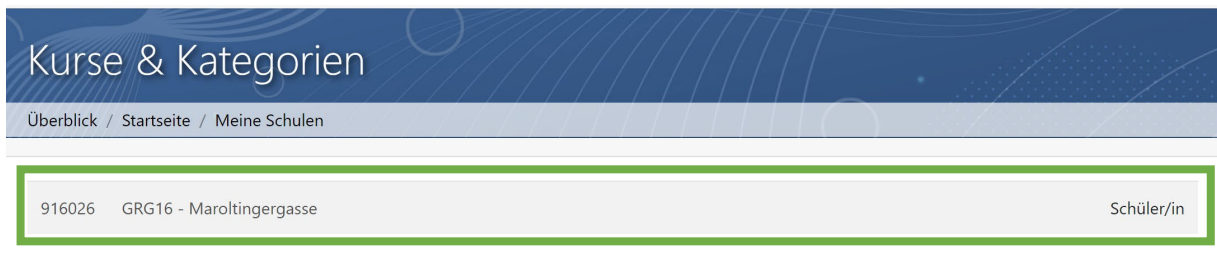 Kurse & Kategorien
Überblick / Startseite / Meine Schulen
916026 GRG16 - Maroltingergasse Schüler/in